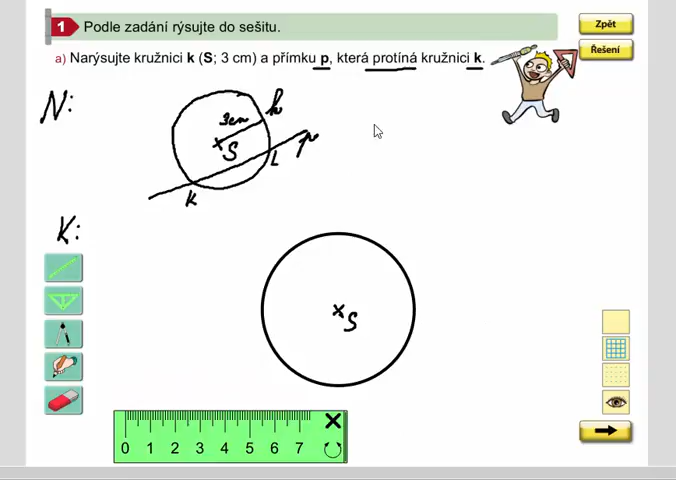 1 Podle zadání rýsujte do sešitu.
Zpět
Řešení
a) Narýsujte kružnici k (S; 3 cm) a přímku p, která protíná kružnici k.
N:
3cm
k
S
p
L
K
K:
S
0 1 2 3 4 5 6 7